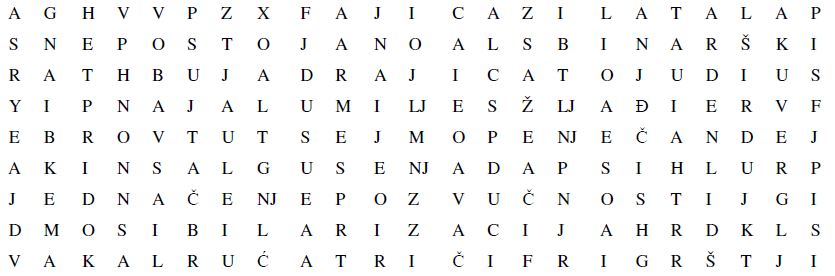 A G H V V P Z X F A J I C A Z I L A T A L A P
S N E P O S T O J A N O A L S B I N A R Š K I
R A T H B U J A D R A J I C A T O J U D I U S
Y I P N A J A L U M I LJ E S Ž LJ A Đ I E R V F
E B R O V T U T S E J M O P E NJ E Č A N D E J
A K I N S A L G U S E NJ A D A P S I H L U R P
J E D N A Č E NJ E P O Z V U Č N O S T I J G I
D M O S I B I L A R I Z A C I J A H R D K L S
V A K A L R U Ć A T R I Č I F R I G R Š T J I